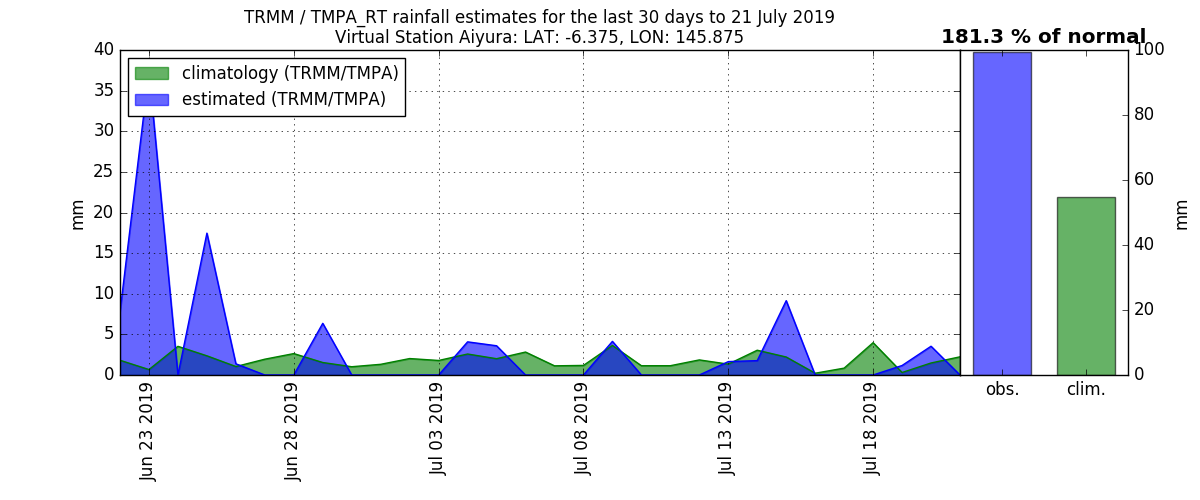 TRMM / TMPA_RT rainfall estimates for the last 30 days to 21 July 2019
Virtual Station Aiyura: LAT: -6.375, LON: 145.875
181.3 % of normal
climatology (TRMM/TMPA)
estimated (TRMM/TMPA)
40
35
30
25
20
15
10
5
0
mm
Jun 23 2019
Jun 28 2019
Jul 03 2019
Jul 08 2019
Jul 13 2019
Jul 18 2019
obs.
clim.
100
80
60
40
20
0
mm